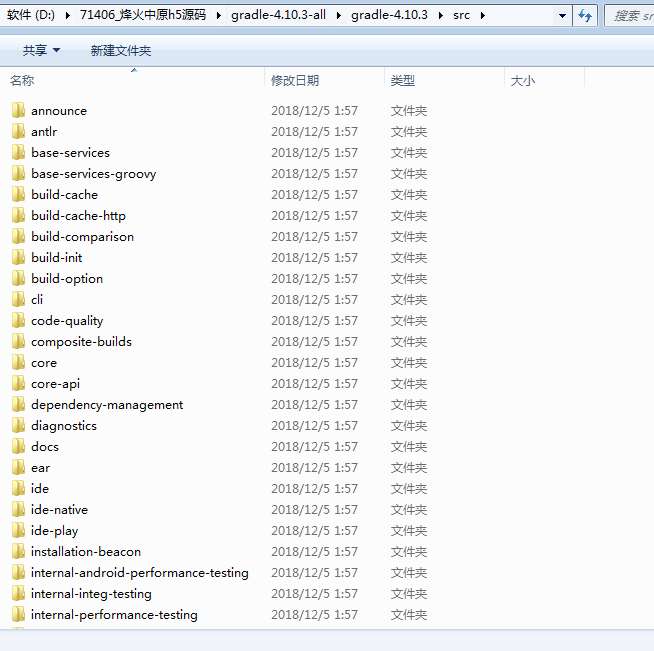 软件 (D:) 71406_烽火中原h5源码 gradle-4.10.3-all gradle-4.10.3 src 搜索 sr
共享 新建文件夹
名称 修改日期 类型 大小
announce 2018/12/5 1:57 文件夹
antlr 2018/12/5 1:57 文件夹
base-services 2018/12/5 1:57 文件夹
base-services-groovy 2018/12/5 1:57 文件夹
build-cache 2018/12/5 1:57 文件夹
build-cache-http 2018/12/5 1:57 文件夹
build-comparison 2018/12/5 1:57 文件夹
build-init 2018/12/5 1:57 文件夹
build-option 2018/12/5 1:57 文件夹
cli 2018/12/5 1:57 文件夹
code-quality 2018/12/5 1:57 文件夹
composite-builds 2018/12/5 1:57 文件夹
core 2018/12/5 1:57 文件夹
core-api 2018/12/5 1:57 文件夹
dependency-management 2018/12/5 1:57 文件夹
diagnostics 2018/12/5 1:57 文件夹
docs 2018/12/5 1:57 文件夹
ear 2018/12/5 1:57 文件夹
ide 2018/12/5 1:57 文件夹
ide-native 2018/12/5 1:57 文件夹
ide-play 2018/12/5 1:57 文件夹
installation-beacon 2018/12/5 1:57 文件夹
internal-android-performance-testing 2018/12/5 1:57 文件夹
internal-integ-testing 2018/12/5 1:57 文件夹
internal-performance-testing 2018/12/5 1:57 文件夹